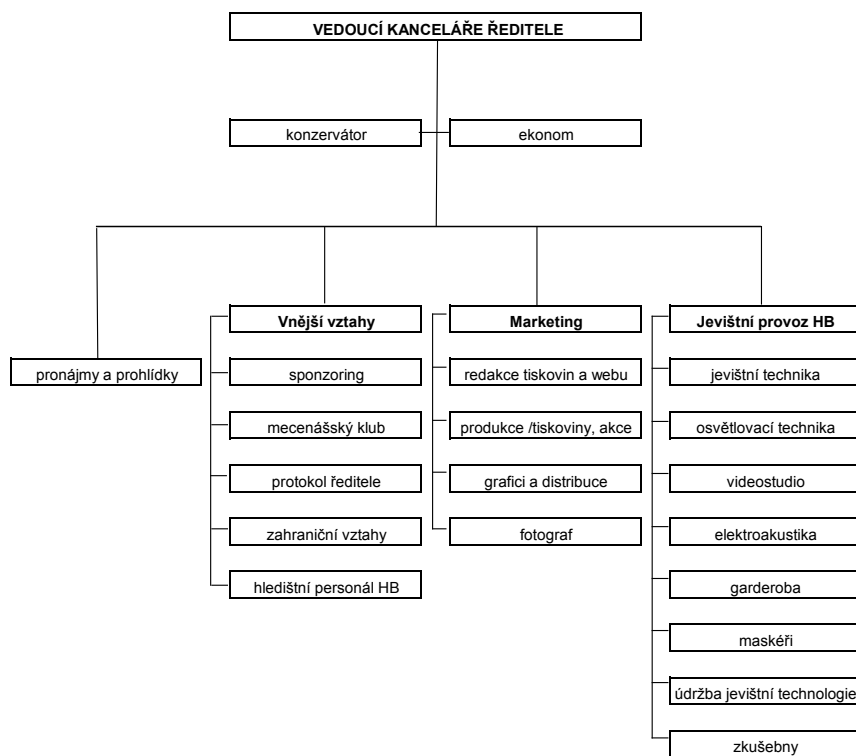 VEDOUCÍ KANCELÁŘE ŘEDITELE
konzervátor
ekonom
pronájmy a prohlídky
Vnější vztahy
sponzoring
mecenášský klub
protokol ředitele
zahraniční vztahy
hledištní personál HB
Marketing
redakce tiskovin a webu
produkce /tiskoviny, akce
grafici a distribuce
fotograf
Jevištní provoz HB
jevištní technika
osvětlovací technika
videostudio
elektroakustika
garderoba
maskéři
údržba jevištní technologie
zkušebny